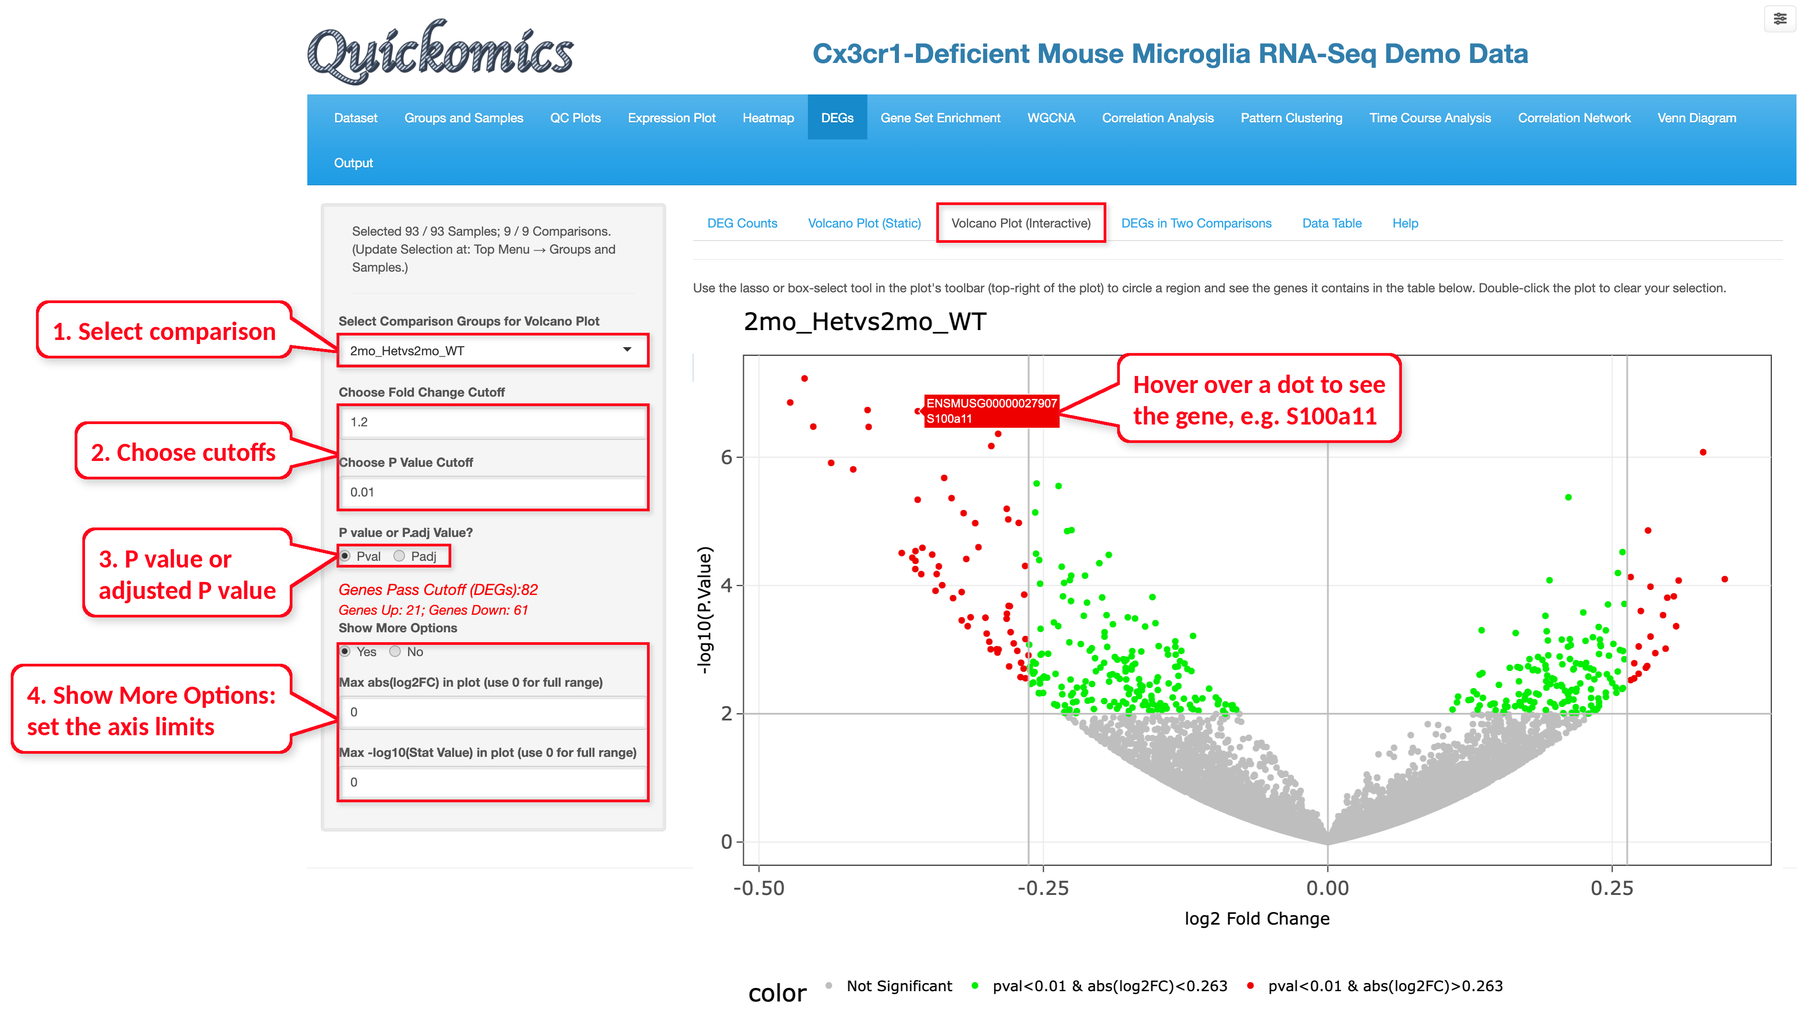 Quickomics
Cx3cr1-Deficient Mouse Microglia RNA-Seq Demo Data
Dataset Groups and Samples QC Plots Expression Plot Heatmap DEGs Gene Set Enrichment WGCNA Correlation Analysis Pattern Clustering Time Course Analysis Correlation Network Venn Diagram
Output
Selected 93 / 93 Samples; 9 / 9 Comparisons.
(Update Selection at: Top Menu → Groups and
Samples.)
1. Select comparison
Select Comparison Groups for Volcano Plot
2mo_Hetvs2mo_WT
Choose Fold Change Cutoff
1.2
2. Choose cutoffs
Choose P Value Cutoff
0.01
P value or P.adj Value?
Pval Padj
3. P value or
adjusted P value
Genes Pass Cutoff (DEGs):82
Genes Up: 21; Genes Down: 61
Show More Options
Yes No
4. Show More Options:
set the axis limits
Max abs(log2FC) in plot (use 0 for full range)
0
Max -log10(Stat Value) in plot (use 0 for full range)
0
DEG Counts Volcano Plot (Static) Volcano Plot (Interactive) DEGs in Two Comparisons Data Table Help
Use the lasso or box-select tool in the plot's toolbar (top-right of the plot) to circle a region and see the genes it contains in the table below. Double-click the plot to clear your selection.
2mo_Hetvs2mo_WT
ENSMUSG00000027907
S100a11
Hover over a dot to see
the gene, e.g. S100a11
-log10(P.Value)
6
4
2
0
-0.50 -0.25 0.00 0.25
log2 Fold Change
color Not Significant pval<0.01 & abs(log2FC)<0.263 pval<0.01 & abs(log2FC)>0.263